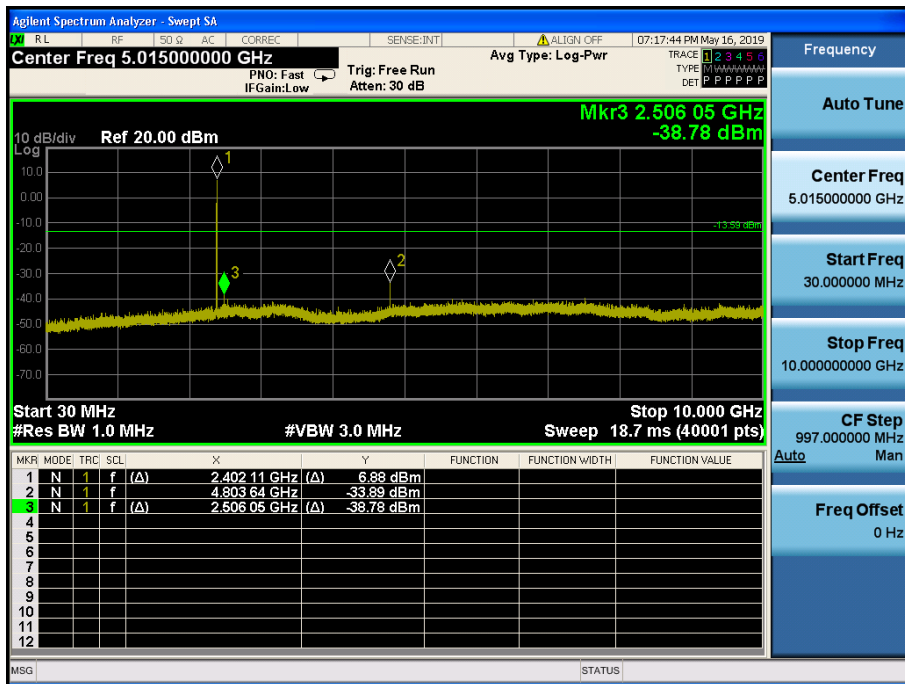 Agilent Spectrum Analyzer - Swept SA
LXI RL RF 50 Ω AC CORREC SENSE:INT ALIGN OFF 07:17:44 PM May 16, 2019
Center Freq 5.015000000 GHz
PNO: Fast
IFGain:Low
Trig: Free Run
Atten: 30 dB
Avg Type: Log-Pwr
TRACE 1 2 3 4 5 6
TYPE M WWWWW
DET P P P P P P
Mkr3 2.506 05 GHz
-38.78 dBm
10 dB/div Ref 20.00 dBm
Log
10.0
0.00
-10.0
-20.0
-30.0
-40.0
-50.0
-60.0
-70.0
1
2
3
-13.59 dBm
Start 30 MHz
Stop 10.000 GHz
#Res BW 1.0 MHz
#VBW 3.0 MHz
Sweep 18.7 ms (40001 pts)
MKR MODE TRC SCL X Y FUNCTION FUNCTION WIDTH FUNCTION VALUE
1 N 1 f (Δ) 2.402 11 GHz (Δ) 6.88 dBm
2 N 1 f 4.803 64 GHz -33.89 dBm
3 N 1 f (Δ) 2.506 05 GHz (Δ) -38.78 dBm
4
5
6
7
8
9
10
11
12
MSG
STATUS
Frequency
Auto Tune
Center Freq
5.015000000 GHz
Start Freq
30.000000 MHz
Stop Freq
10.000000000 GHz
CF Step
997.000000 MHz
Auto Man
Freq Offset
0 Hz